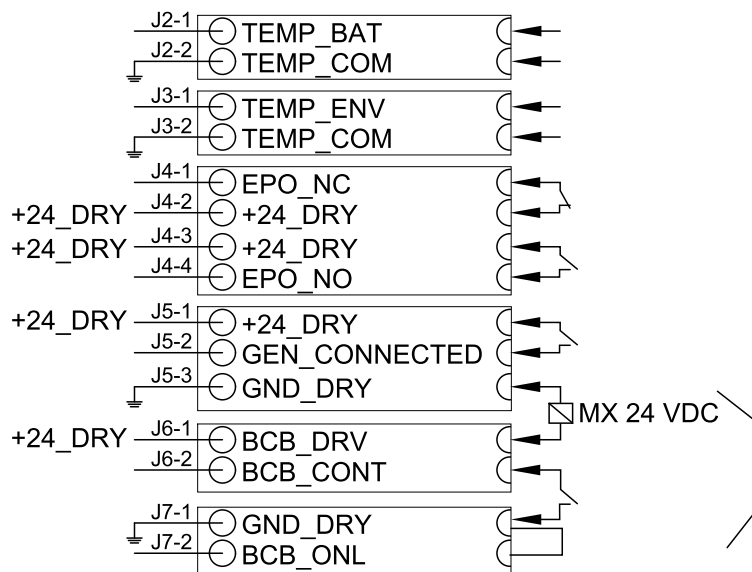 J2-1 TEMP_BAT
J2-2 TEMP_COM
J3-1 TEMP_ENV
J3-2 TEMP_COM
J4-1 EPO_NC
+24_DRY J4-2 +24_DRY
+24_DRY J4-3 +24_DRY
J4-4 EPO_NO
+24_DRY J5-1 +24_DRY
J5-2 GEN_CONNECTED
J5-3 GND_DRY
MX 24 VDC
+24_DRY J6-1 BCB_DRV
J6-2 BCB_CONT
J7-1 GND_DRY
J7-2 BCB_ONL